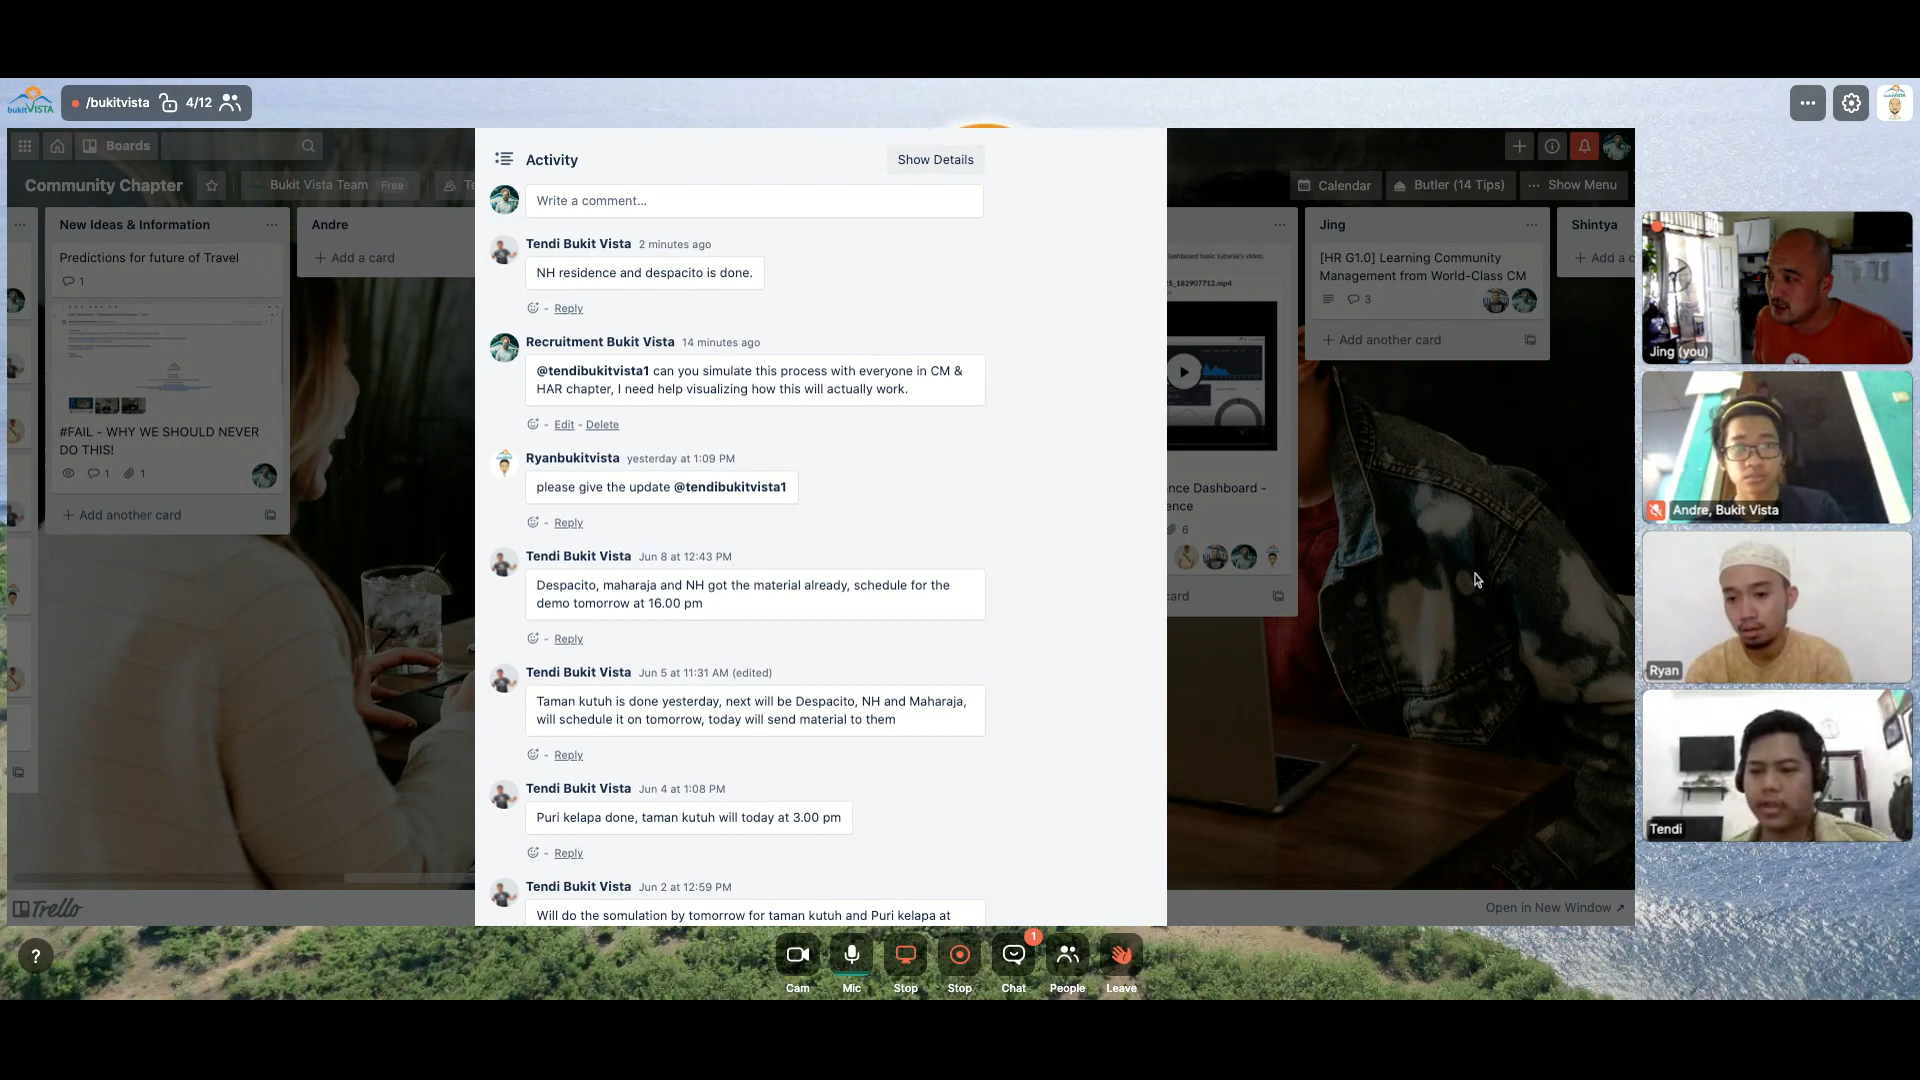 bukitVISTA
/bukitvista 4/12
Boards
Community Chapter
Bukit Vista Team Free
Te
Calendar
Butler (14 Tips)
Show Menu
New Ideas & Information
Predictions for future of Travel
1
#FAIL - WHY WE SHOULD NEVER
DO THIS!
1 1
+ Add another card
Andre
+ Add a card
Activity
Show Details
Write a comment...
Tendi Bukit Vista 2 minutes ago
NH residence and despacito is done.
- Reply
Recruitment Bukit Vista 14 minutes ago
@tendibukitvista1 can you simulate this process with everyone in CM &
HAR chapter, I need help visualizing how this will actually work.
- Edit - Delete
Ryanbukitvista yesterday at 1:09 PM
please give the update @tendibukitvista1
- Reply
Tendi Bukit Vista Jun 8 at 12:43 PM
Despacito, maharaja and NH got the material already, schedule for the
demo tomorrow at 16.00 pm
- Reply
Tendi Bukit Vista Jun 5 at 11:31 AM (edited)
Taman kutuh is done yesterday, next will be Despacito, NH and Maharaja,
will schedule it on tomorrow, today will send material to them
- Reply
Tendi Bukit Vista Jun 4 at 1:08 PM
Puri kelapa done, taman kutuh will today at 3.00 pm
- Reply
Tendi Bukit Vista Jun 2 at 12:59 PM
Will do the somulation by tomorrow for taman kutuh and Puri kelapa at
Dashboard basic tutorial's video.
5_182907712.mp4
nce Dashboard -
ence
6
card
Jing
[HR G1.0] Learning Community
Management from World-Class CM
3
+ Add another card
Shintya
+ Add a c
Jing (you)
Andre, Bukit Vista
Ryan
Tendi
Trello
Open in New Window ↗
?
Cam
Mic
Stop
Stop
1
Chat
People
Leave